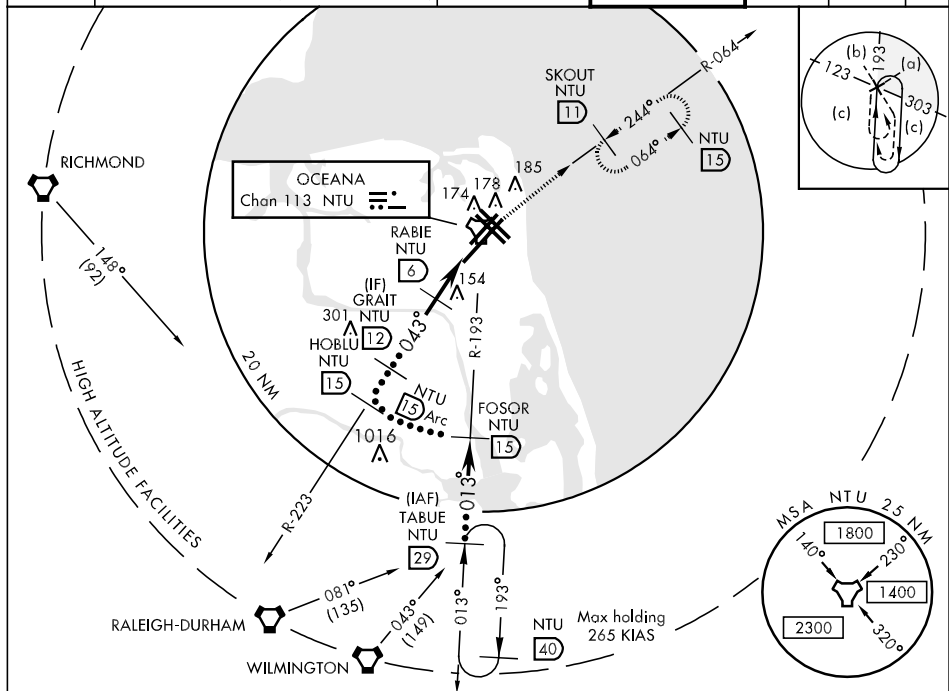 R-064
SKOUT
NTU
11
244°
064°
NTU
15
(b)
193
(a)
123
303
(c)
(c)
RICHMOND
148°
(92)
OCEANA
Chan 113 NTU
174
178
185
RABIE
NTU
6
154
(IF)
GRAIT
NTU
12
301
043°
HOBLU
NTU
15
R-193
20 NM
NTU
15 Arc
FOSOR
NTU
15
1016
HIGH ALTITUDE FACILITIES
R-223
013°
(IAF)
TABUE
NTU
29
081°
(135)
RALEIGH-DURHAM
043°
(149)
WILMINGTON
013°
193°
NTU
40
Max holding
265 KIAS
MSA NTU 25 NM
1800
140°
230°
1400
2300
320°